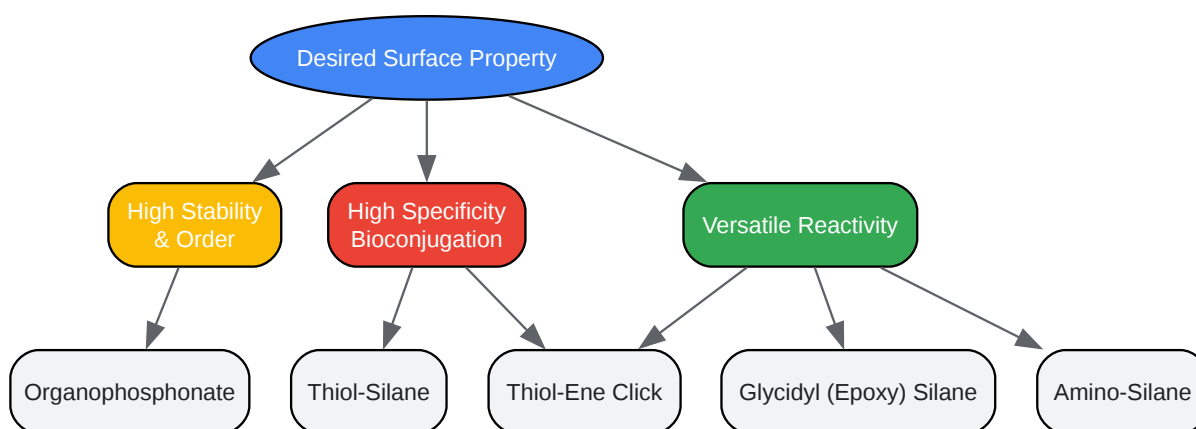 Desired Surface Property
High Stability
& Order
High Specificity
Bioconjugation
Versatile Reactivity
Organophosphonate
Thiol-Silane
Thiol-Ene Click
Glycidyl (Epoxy) Silane
Amino-Silane